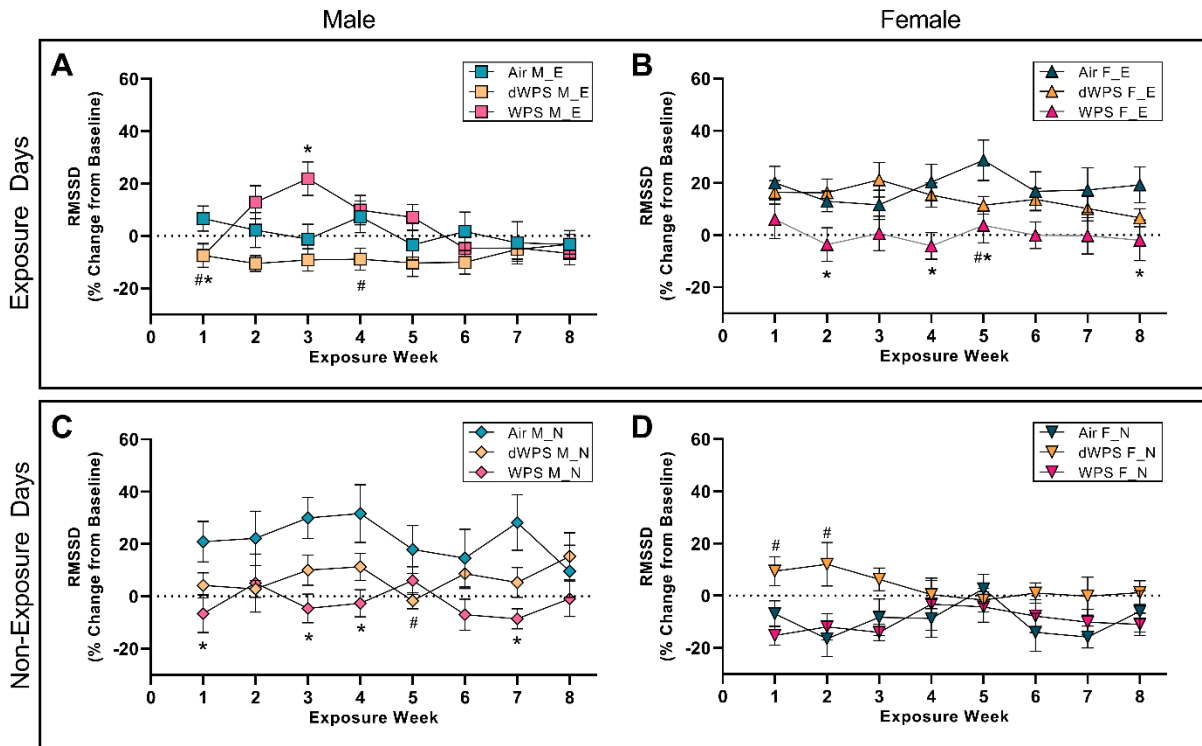 Male
Female
Exposure Days
Non-Exposure Days
A
Air M_E
dWPS M_E
WPS M_E
RMSSD
(% Change from Baseline)
60
40
20
0
-20
*
#*
#
0 1 2 3 4 5 6 7 8
Exposure Week
B
Air F_E
dWPS F_E
WPS F_E
RMSSD
(% Change from Baseline)
60
40
20
0
-20
*
*
#*
*
0 1 2 3 4 5 6 7 8
Exposure Week
C
Air M_N
dWPS M_N
WPS M_N
RMSSD
(% Change from Baseline)
60
40
20
0
-20
*
*
*
#
*
0 1 2 3 4 5 6 7 8
Exposure Week
D
Air F_N
dWPS F_N
WPS F_N
RMSSD
(% Change from Baseline)
60
40
20
0
-20
#
#
0 1 2 3 4 5 6 7 8
Exposure Week